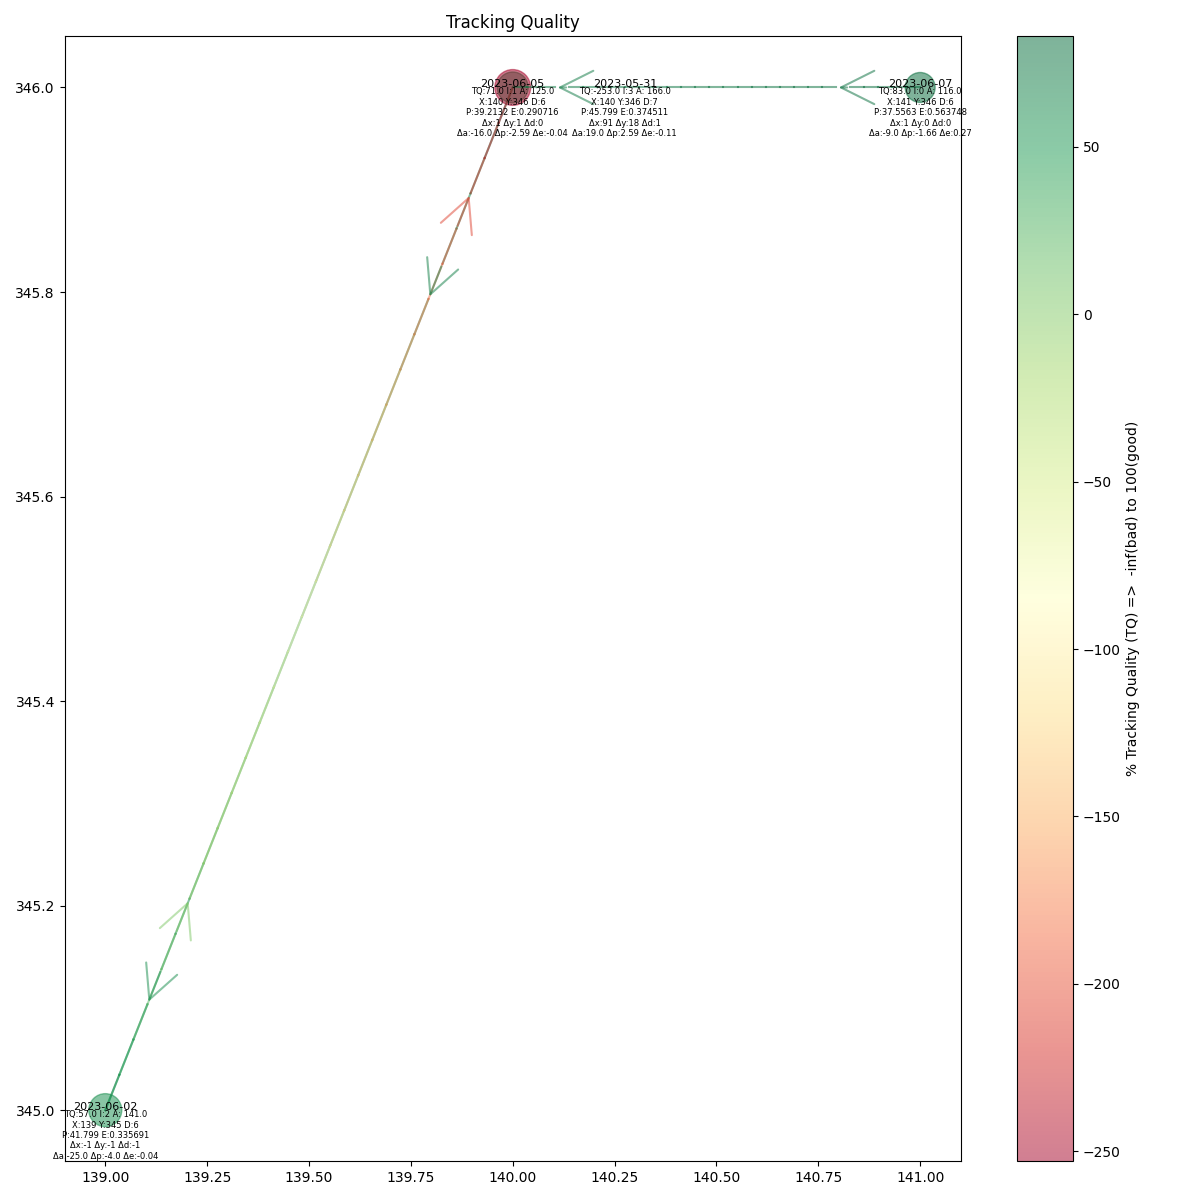 Tracking Quality
346.0
345.8
345.6
345.4
345.2
345.0
2023-06-05
TQ:71.0 I:1 A: 125.0
X:140 Y:346 D:6
P:39.2132 E:0.290716
Δx:1 Δy:1 Δd:0
Δa:-16.0 Δp:-2.59 Δe:-0.04
2023-05-31
TQ:-253.0 I:3 A: 166.0
X:140 Y:346 D:7
P:45.799 E:0.374511
Δx:91 Δy:18 Δd:1
Δa:19.0 Δp:2.59 Δe:-0.11
2023-06-07
TQ:83.0 I:0 A: 116.0
X:141 Y:346 D:6
P:37.5563 E:0.563748
Δx:1 Δy:0 Δd:0
Δa:-9.0 Δp:-1.66 Δe:0.27
2023-06-02
TQ:57.0 I:2 A: 141.0
X:139 Y:345 D:6
P:41.799 E:0.335691
Δx:-1 Δy:-1 Δd:-1
Δa:-25.0 Δp:-4.0 Δe:-0.04
139.00 139.25 139.50 139.75 140.00 140.25 140.50 140.75 141.00
50
0
−50
−100
−150
−200
−250
% Tracking Quality (TQ) => -inf(bad) to 100(good)